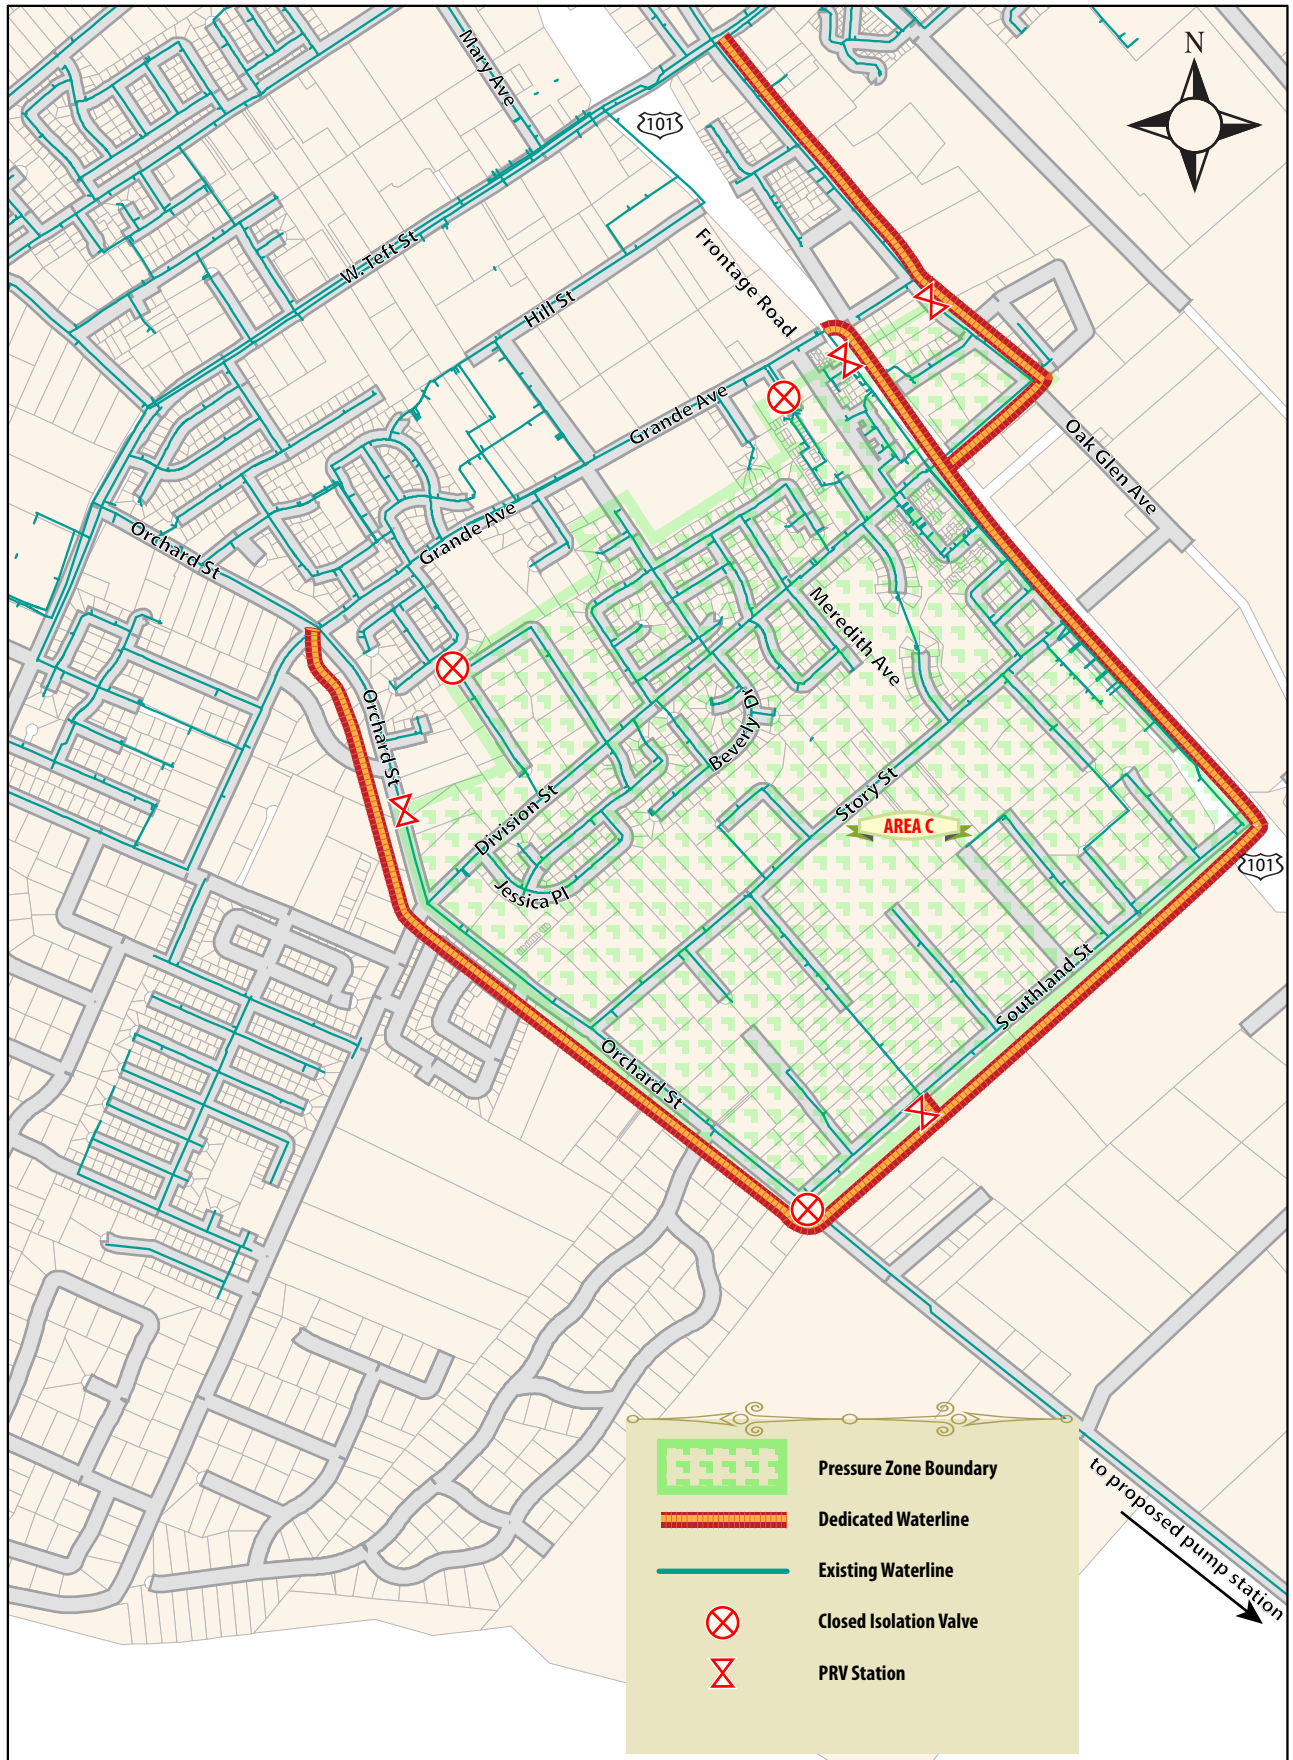 N
Mary Ave
101
W. Teft St
Frontage Road
Hill St
Grande Ave
Oak Glen Ave
Orchard St
Grande Ave
Meredith Ave
Orchard St
Beverly Dr
Division St
Story St
AREA C
101
Jessica Pl
Southland St
Orchard St
to proposed pump station
Pressure Zone Boundary
Dedicated Waterline
Existing Waterline
Closed Isolation Valve
PRV Station